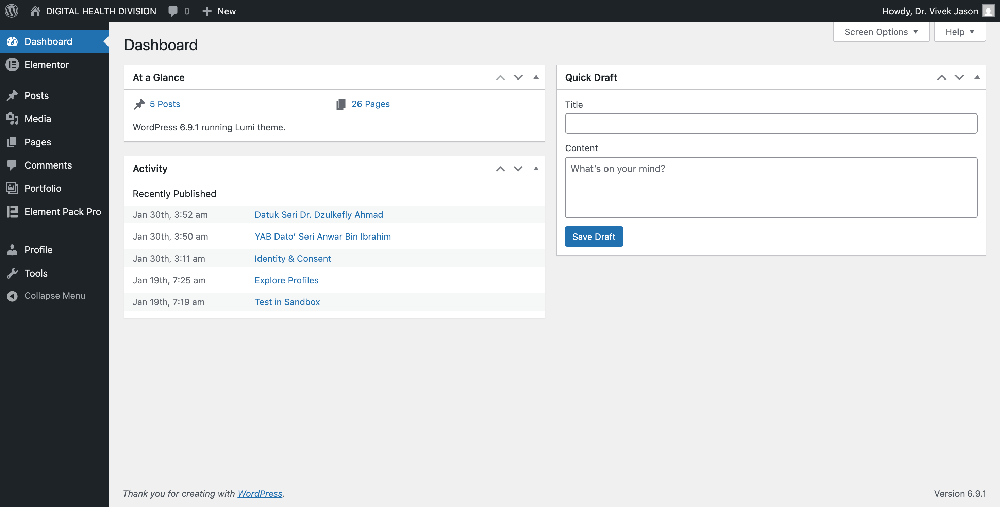 DIGITAL HEALTH DIVISION 0 New Howdy, Dr. Vivek Jason
Screen Options Help
Dashboard
Elementor
Posts
Media
Pages
Comments
Portfolio
Element Pack Pro
Profile
Tools
Collapse Menu
Dashboard
At a Glance
5 Posts 26 Pages
WordPress 6.9.1 running Lumi theme.
Activity
Recently Published
Jan 30th, 3:52 am Datuk Seri Dr. Dzulkefly Ahmad
Jan 30th, 3:50 am YAB Dato’ Seri Anwar Bin Ibrahim
Jan 30th, 3:11 am Identity & Consent
Jan 19th, 7:25 am Explore Profiles
Jan 19th, 7:19 am Test in Sandbox
Quick Draft
Title
Content
What’s on your mind?
Save Draft
Thank you for creating with WordPress.
Version 6.9.1